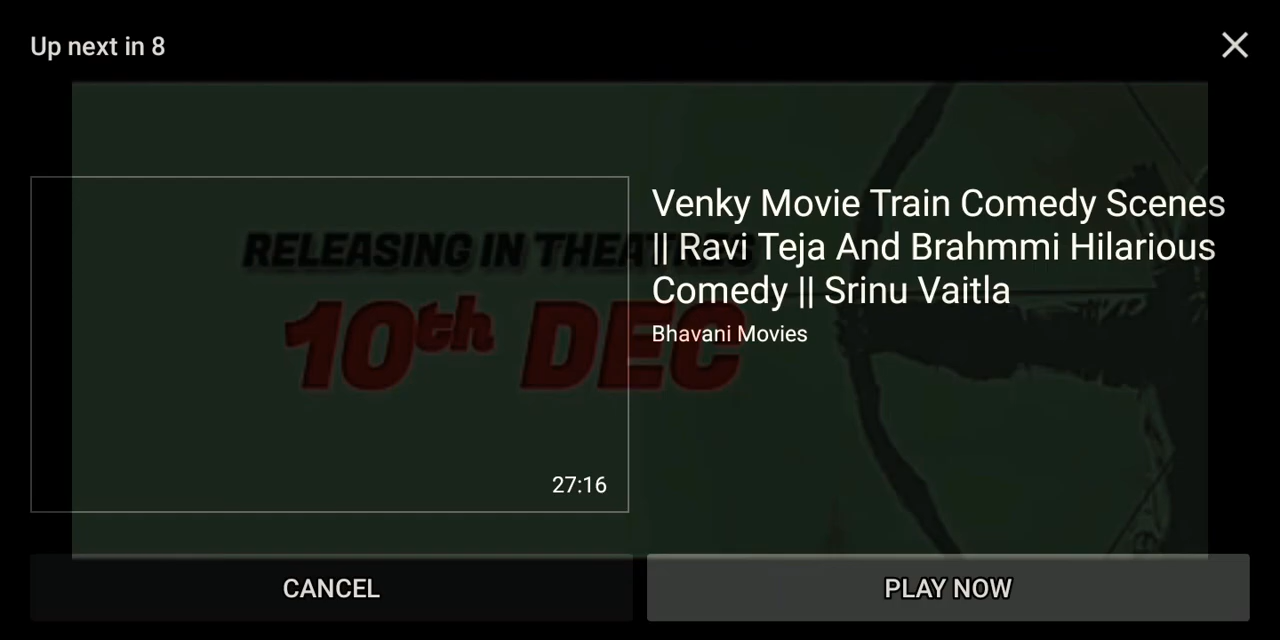 Up next in 8
RELEASING IN THEATRES
10th DEC
27:16
Venky Movie Train Comedy Scenes
|| Ravi Teja And Brahmmi Hilarious
Comedy || Srinu Vaitla
Bhavani Movies
CANCEL
PLAY NOW